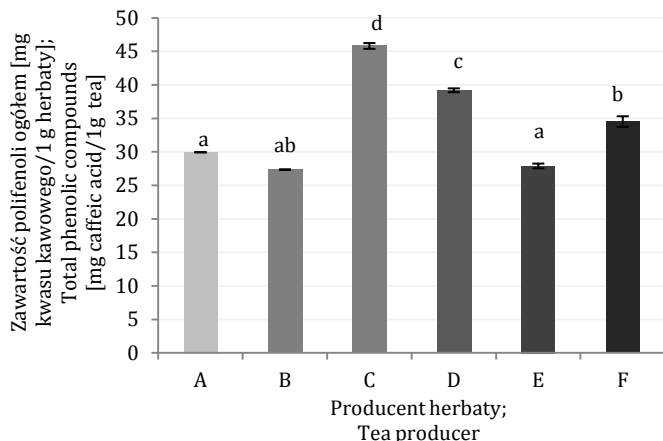 Zawartość polifenoli ogółem [mg
kwasu kawowego/1 g herbaty];
Total phenolic compounds
[mg caffeic acid/1g tea]
50
45
40
35
30
25
20
15
10
5
0
a
ab
d
c
a
b
A B C D E F
Producent herbaty;
Tea producer